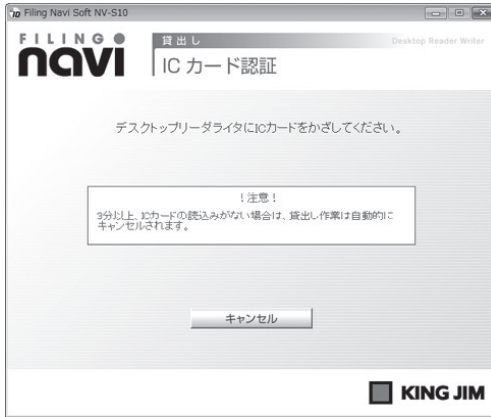 Filing Navi Soft NV-S10
FILING
navi
貸出し
Desktop Reader Writer
ICカード認証
デスクトップリーダライタにICカードをかざしてください。
！注意！
3分以上、ICカードの読込みがない場合は、貸出し作業は自動的に
キャンセルされます。
キャンセル
KING JIM